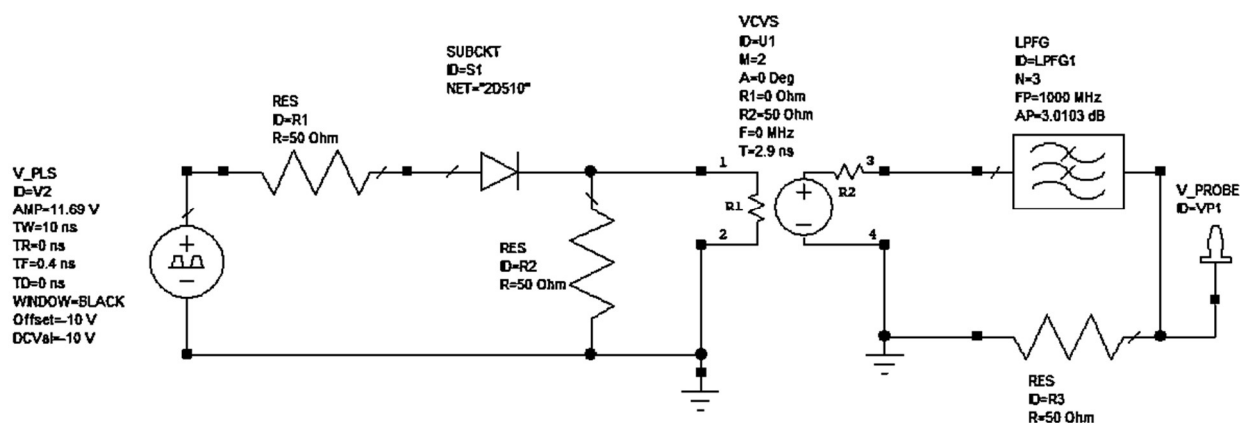 VCVS
ID=U1
M=2
A=0 Deg
R1=0 Ohm
R2=50 Ohm
F=0 MHz
T=2.9 ns
LPFG
ID=LPFG1
N=3
FP=1000 MHz
AP=3.0103 dB
SUBCKT
ID=S1
NET="2D510"
RES
ID=R1
R=50 Ohm
V_PLS
ID=V2
AMP=11.69 V
TW=10 ns
TR=0 ns
TF=0.4 ns
TD=0 ns
WINDOW=BLACK
Offset=-10 V
DCVal=-10 V
1
2
R1
R2
3
4
RES
ID=R2
R=50 Ohm
V_PROBE
ID=VP1
RES
ID=R3
R=50 Ohm